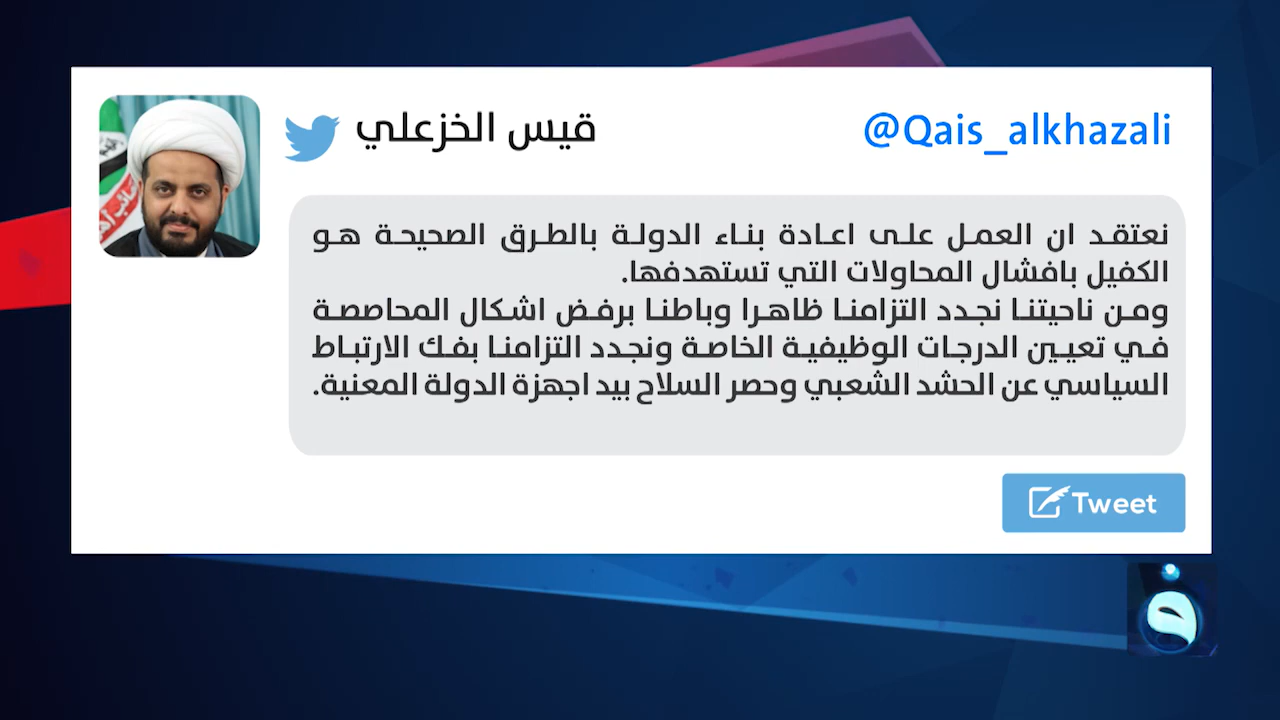 قيس الخزعلي
@Qais_alkhazali
نعتقد ان العمل على اعادة بناء الدولة بالطرق الصحيحة هو
الكفيل بافشال المحاولات التي تستهدفها.
ومن ناحيتنا نجدد التزامنا ظاهرا وباطنا برفض اشكال المحاصصة
في تعيين الدرجات الوظيفية الخاصة ونجدد التزامنا بفك الارتباط
السياسي عن الحشد الشعبي وحصر السلاح بيد اجهزة الدولة المعنية.
Tweet